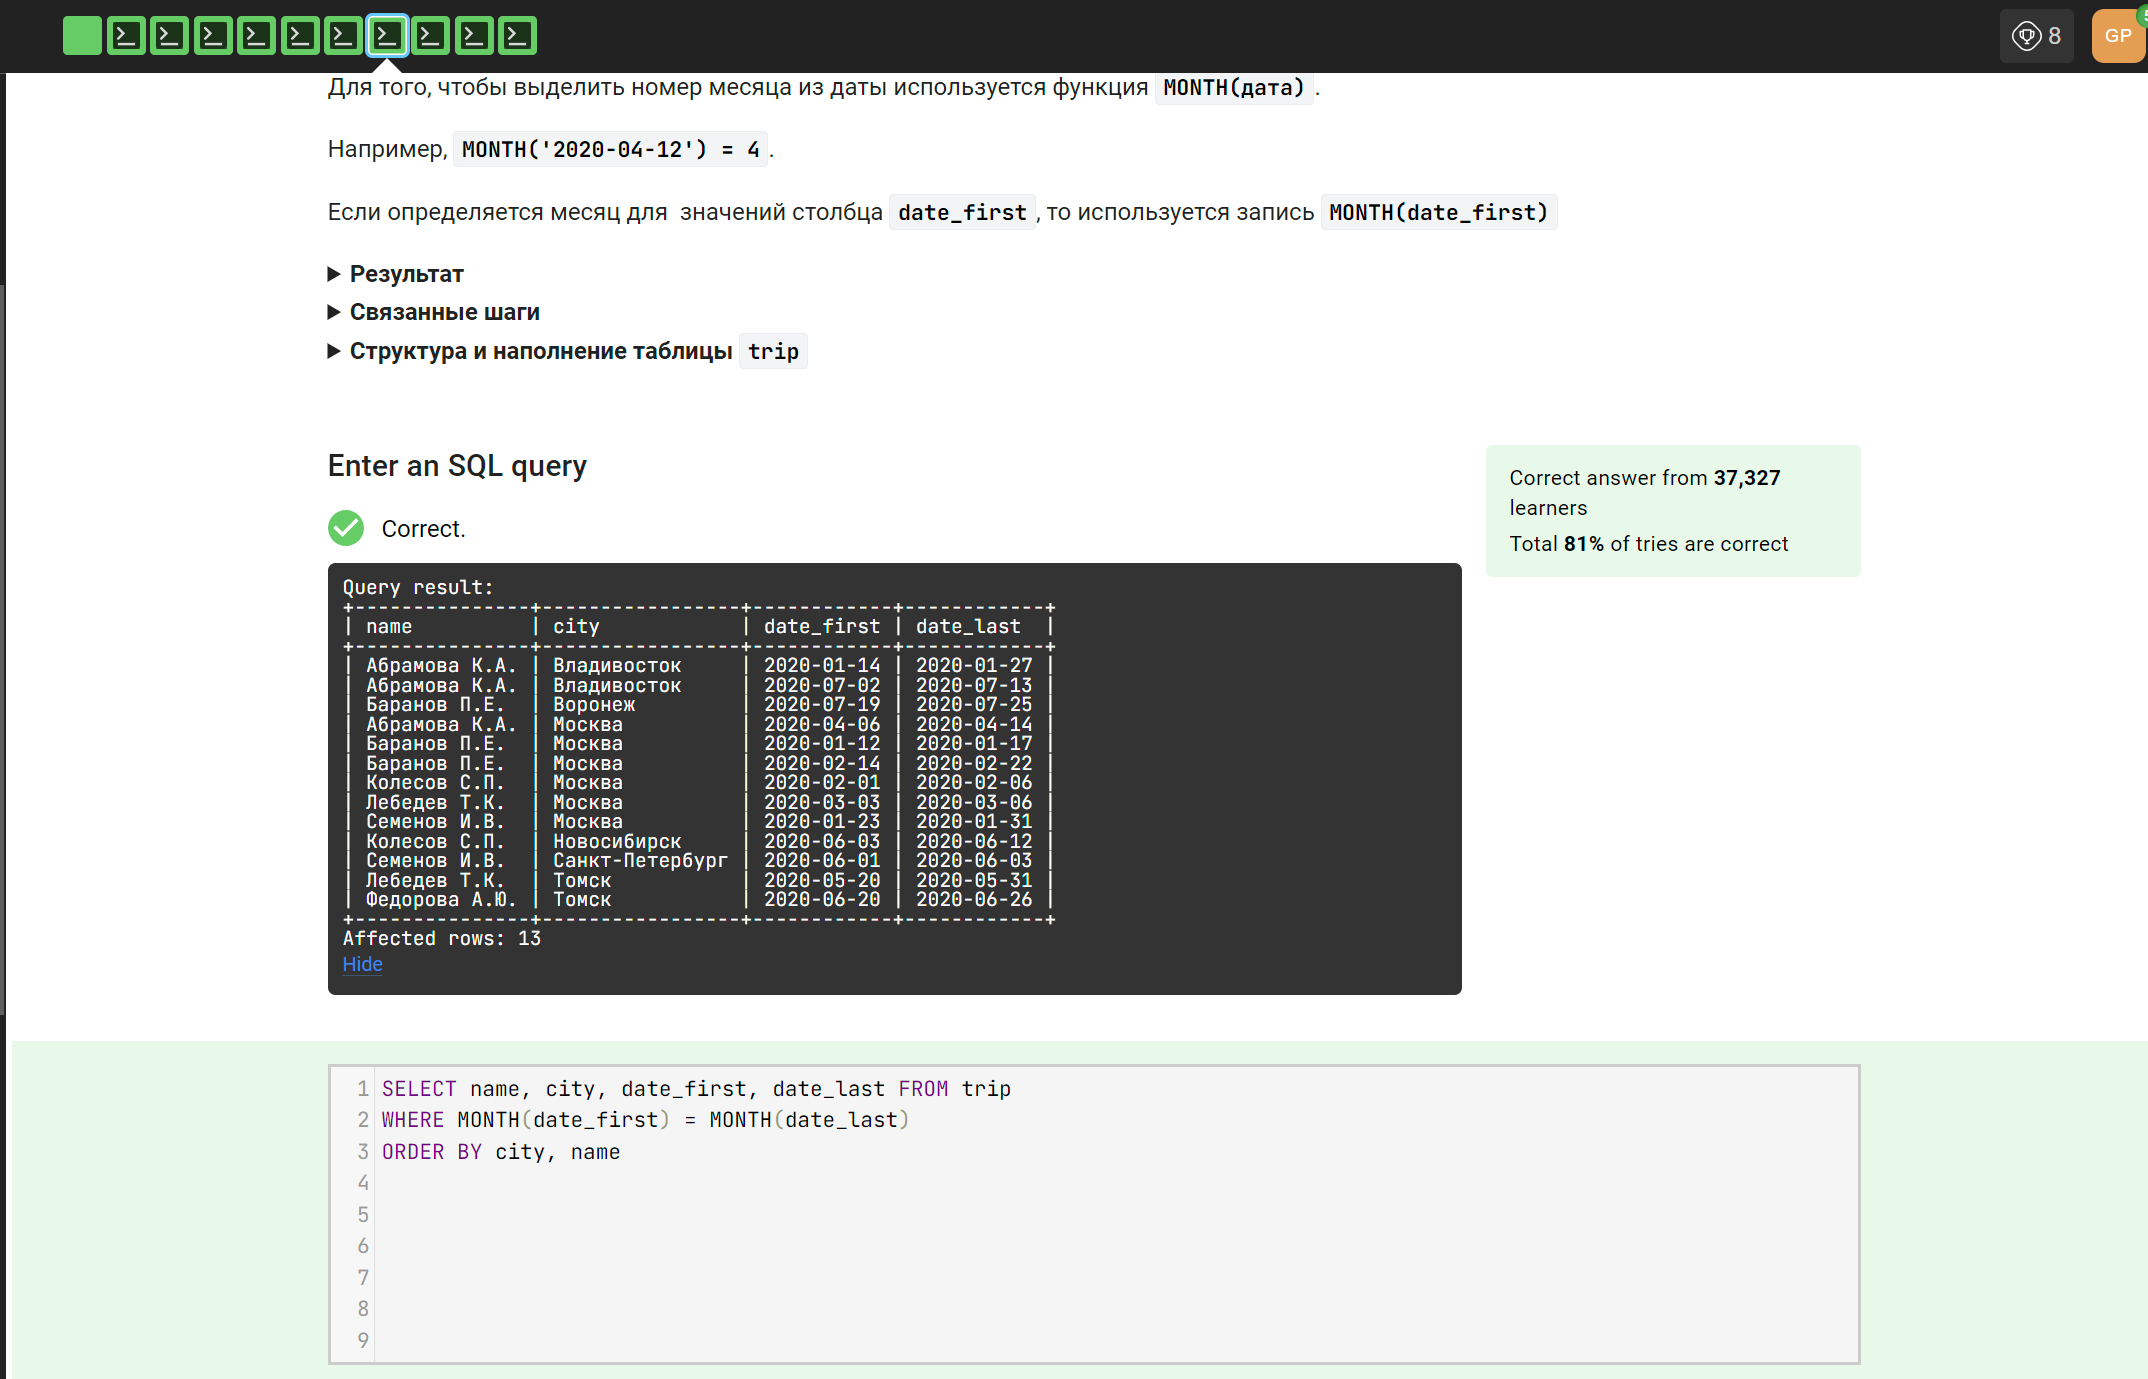 8
GP
Для того, чтобы выделить номер месяца из даты используется функция MONTH(дата).
Например, MONTH('2020-04-12') = 4.
Если определяется месяц для значений столбца date_first, то используется запись MONTH(date_first)
Результат
Связанные шаги
Структура и наполнение таблицы trip
Enter an SQL query
Correct.
Correct answer from 37,327
learners
Total 81% of tries are correct
Query result:
+---------------+-----------------+------------+------------+
| name          | city            | date_first | date_last  |
+---------------+-----------------+------------+------------+
| Абрамова К.А. | Владивосток     | 2020-01-14 | 2020-01-27 |
| Абрамова К.А. | Владивосток     | 2020-07-02 | 2020-07-13 |
| Баранов П.Е.  | Воронеж         | 2020-07-19 | 2020-07-25 |
| Абрамова К.А. | Москва          | 2020-04-06 | 2020-04-14 |
| Баранов П.Е.  | Москва          | 2020-01-12 | 2020-01-17 |
| Баранов П.Е.  | Москва          | 2020-02-14 | 2020-02-22 |
| Колесов С.П.  | Москва          | 2020-02-01 | 2020-02-06 |
| Лебедев Т.К.  | Москва          | 2020-03-03 | 2020-03-06 |
| Семенов И.В.  | Москва          | 2020-01-23 | 2020-01-31 |
| Колесов С.П.  | Новосибирск     | 2020-06-03 | 2020-06-12 |
| Семенов И.В.  | Санкт-Петербург | 2020-06-01 | 2020-06-03 |
| Лебедев Т.К.  | Томск           | 2020-05-20 | 2020-05-31 |
| Федорова А.Ю. | Томск           | 2020-06-20 | 2020-06-26 |
+---------------+-----------------+------------+------------+
Affected rows: 13
Hide
1 SELECT name, city, date_first, date_last FROM trip
2 WHERE MONTH(date_first) = MONTH(date_last)
3 ORDER BY city, name
4
5
6
7
8
9